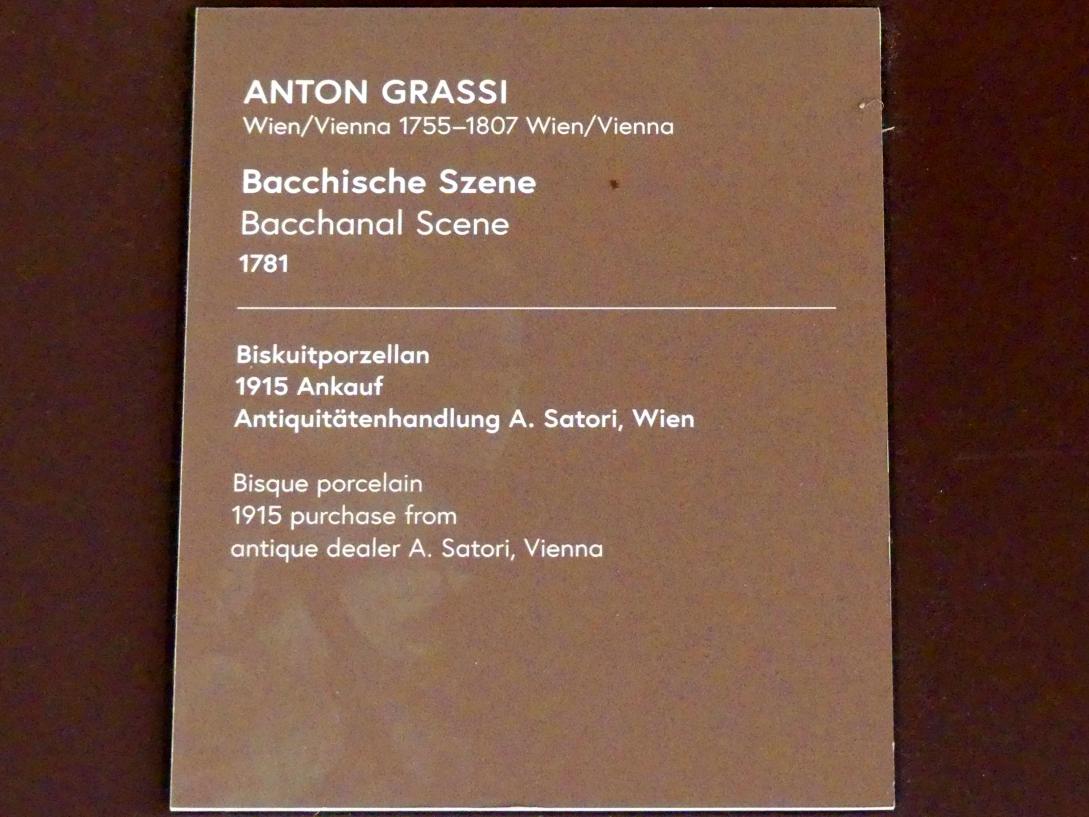 ANTON GRASSI
Wien/Vienna 1755–1807 Wien/Vienna
Bacchische Szene
Bacchanal Scene
1781
Biskuitporzellan
1915 Ankauf
Antiquitätenhandlung A. Satori, Wien
Bisque porcelain
1915 purchase from
antique dealer A. Satori, Vienna